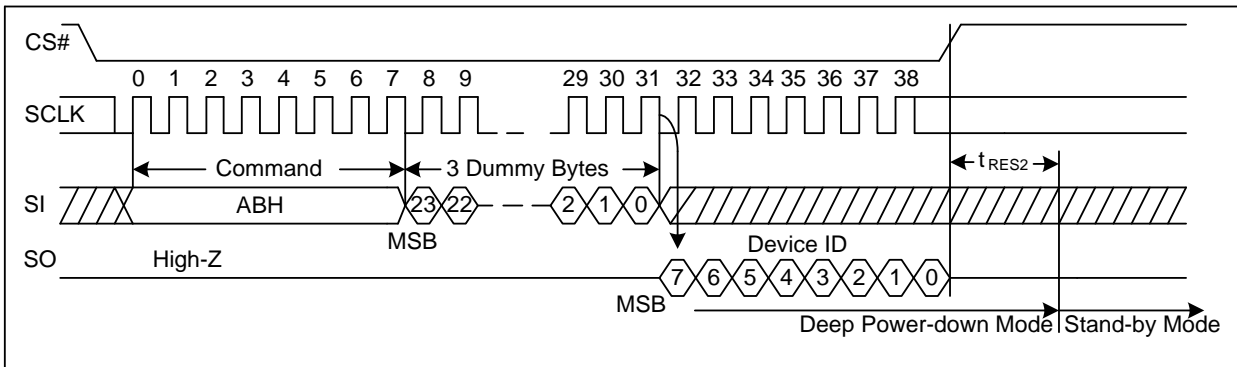 CS#
0 1 2 3 4 5 6 7 8 9 29 30 31 32 33 34 35 36 37 38
SCLK
Command 3 Dummy Bytes tRES2
SI ABH 23 22 2 1 0
MSB Device ID
SO High-Z
7 6 5 4 3 2 1 0
MSB
Deep Power-down Mode Stand-by Mode